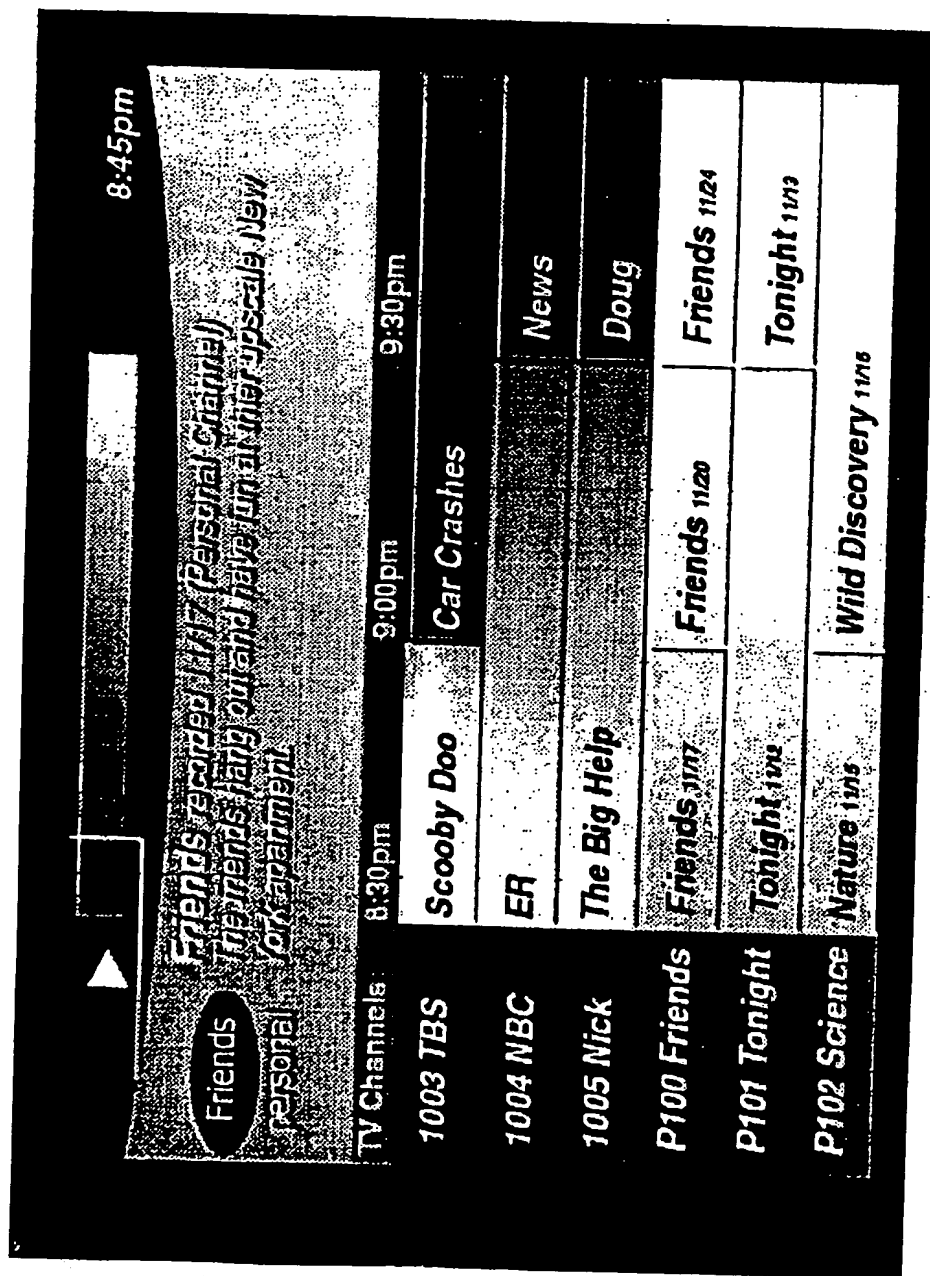 8:45pm
Friends
personal
Friends recorded 11/17 (Personal Channel)
The friends hang out and have fun at their upscale New
York apartment
TV Channels 8:30pm 9:00pm 9:30pm
1003 TBS Scooby Doo Car Crashes
1004 NBC ER News
1005 Nick The Big Help Doug
P100 Friends Friends 11/17 Friends 11/20 Friends 11/24
P101 Tonight Tonight 11/12 Tonight 11/13
P102 Science Nature 11/15 Wild Discovery 11/16